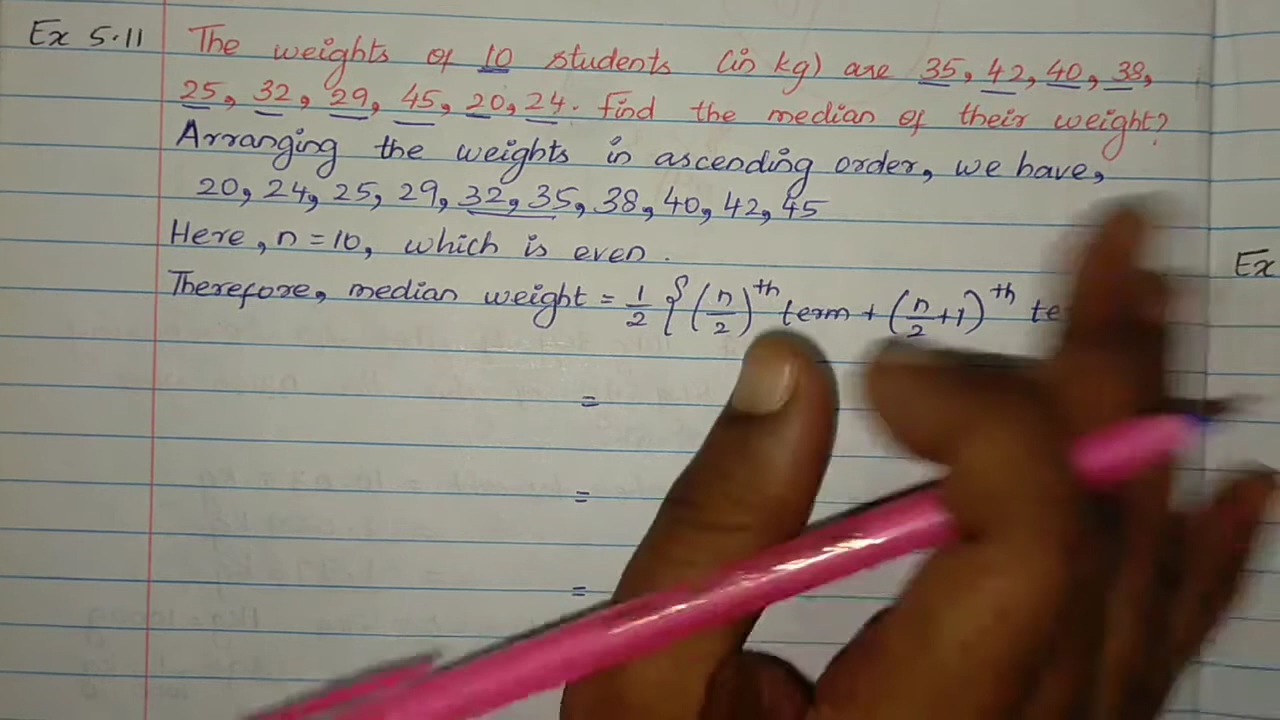 Ex 5.11
The weights of 10 students (in kg) are 35, 42, 40, 38,
25, 32, 29, 45, 20, 24. Find the median of their weight?
Arranging the weights in ascending order, we have,
20, 24, 25, 29, 32, 35, 38, 40, 42, 45
Here, n = 10, which is even.
Therefore, median weight = 1/2 { (n/2)th term + (n/2 + 1)th te
=
=
=
Ex